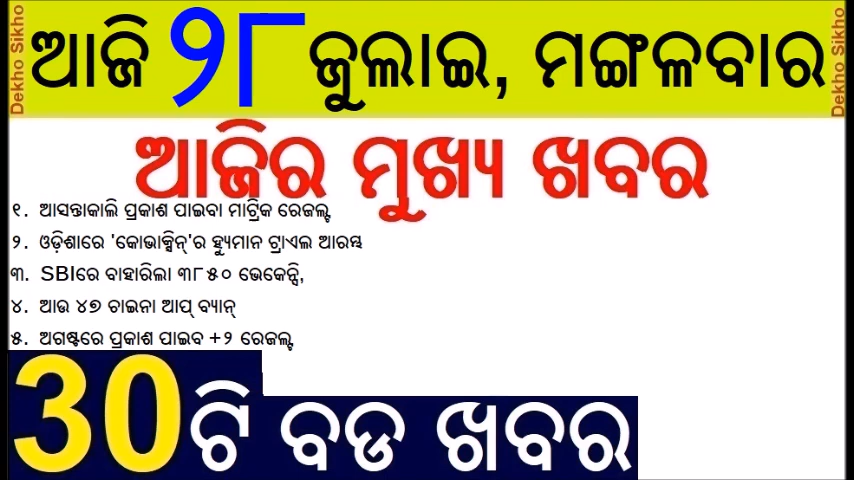 Dekho Sikho
Dekho Sikho
ଆଜି ୨୮ ଜୁଲାଇ, ମଙ୍ଗଳବାର
ଆଜିର ମୁଖ୍ୟ ଖବର
୧. ଆସନ୍ତାକାଲି ପ୍ରକାଶ ପାଇବା ମାଟ୍ରିକ ରେଜଲ୍ଟ
୨. ଓଡ଼ିଶାରେ 'କୋଭାକ୍ସିନ୍'ର ହ୍ୟୁମାନ ଟ୍ରାଏଲ ଆରମ୍ଭ
୩. SBIରେ ବାହାରିଲା ୩୮୫୦ ଭେକେନ୍ସି,
୪. ଆଉ ୪୭ ଚାଇନା ଆପ୍ ବ୍ୟାନ୍
୫. ଅଗଷ୍ଟରେ ପ୍ରକାଶ ପାଇବ +୨ ରେଜଲ୍ଟ
30ଟି ବଡ ଖବର